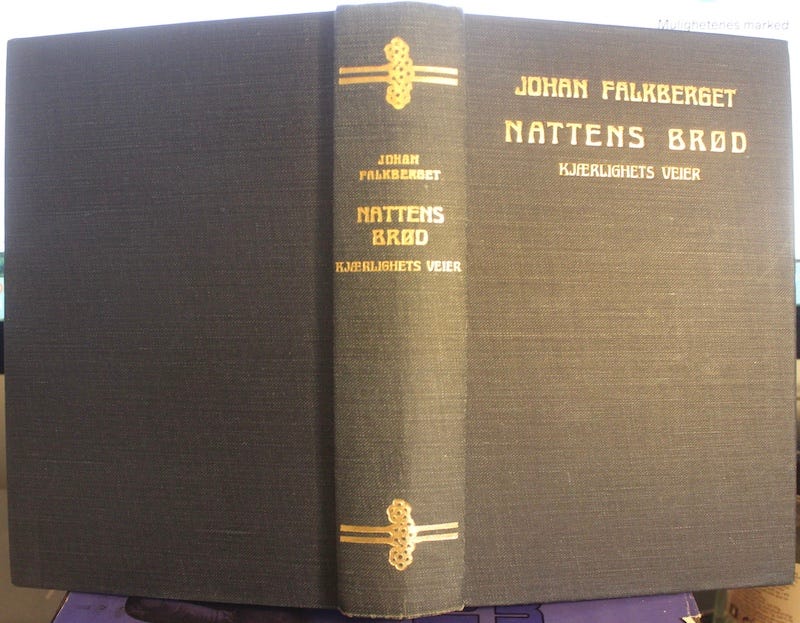 Mulighetenes marked
JOHAN FALKBERGET
NATTENS BRØD
KJÆRLIGHETS VEIER
JOHAN
FALKBERGET
NATTENS
BRØD
KJÆRLIGHETS VEIER